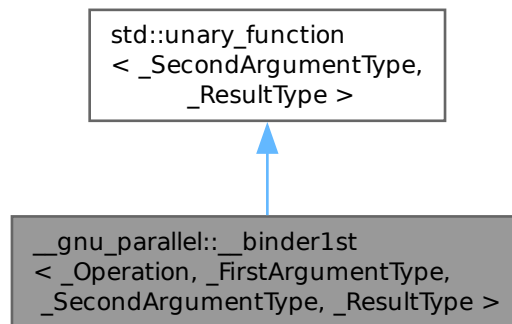 std::unary_function
< _SecondArgumentType,
_ResultType >
__gnu_parallel::__binder1st
< _Operation, _FirstArgumentType,
_SecondArgumentType, _ResultType >